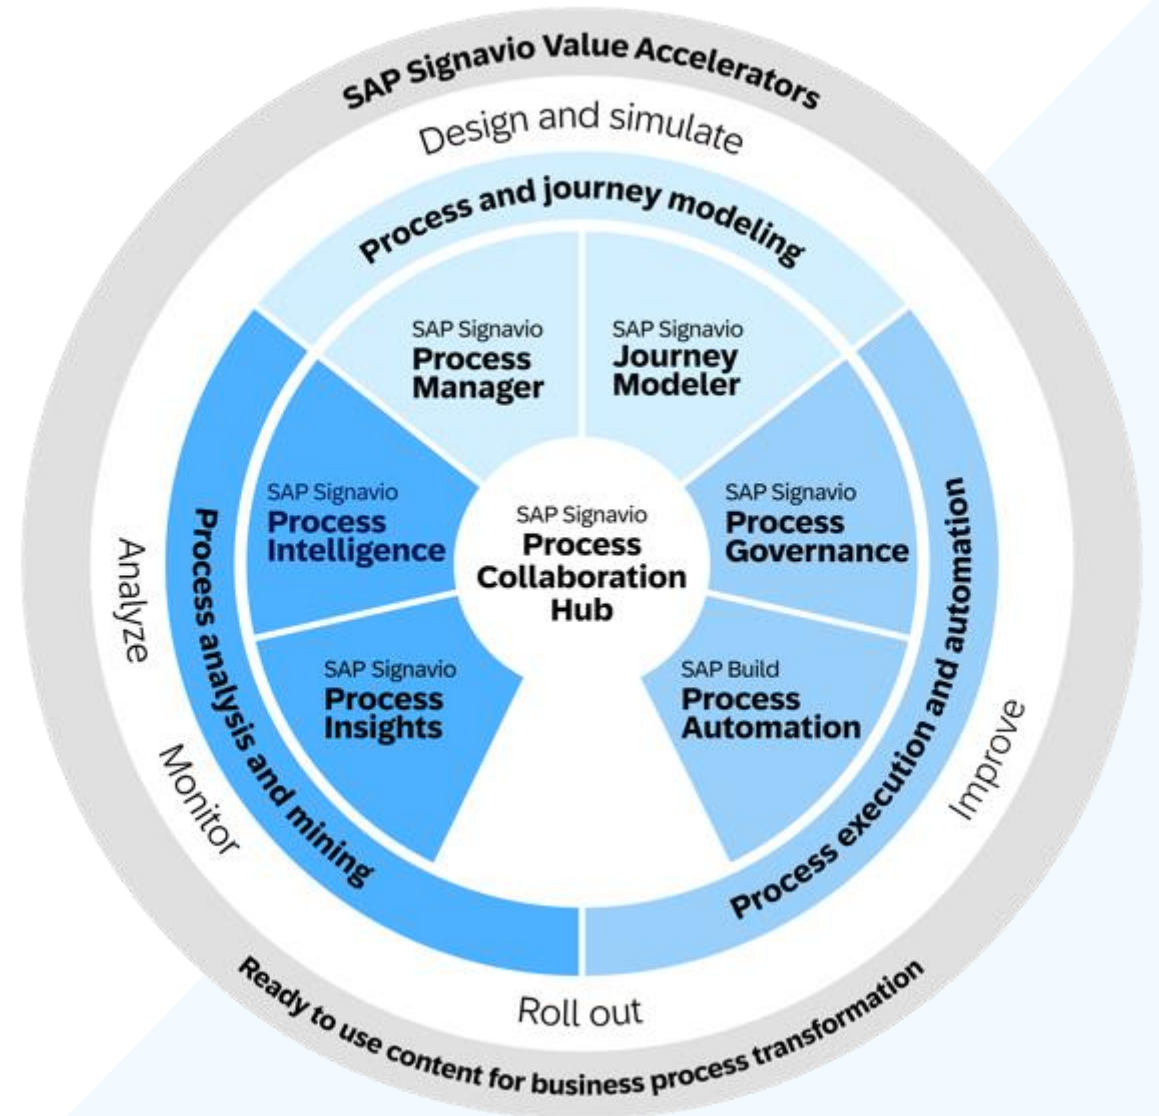 SAP Signavio Value Accelerators
Design and simulate
Process and journey modeling
SAP Signavio
Process
Manager
SAP Signavio
Journey
Modeler
SAP Signavio
Process
Intelligence
SAP Signavio
Process
Collaboration
Hub
SAP Signavio
Process
Governance
SAP Signavio
Process
Insights
SAP Build
Process
Automation
Process analysis and mining
Process execution and automation
Analyze
Monitor
Improve
Roll out
Ready to use content for business process transformation